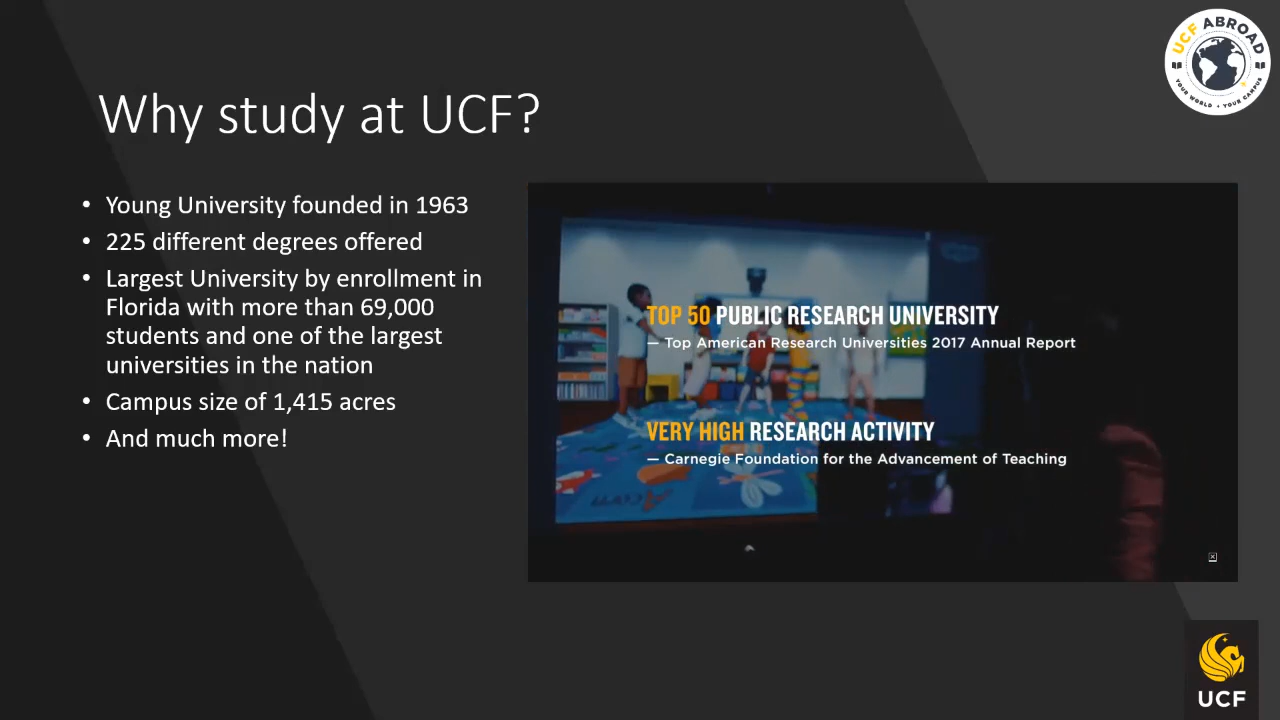 UCF ABROAD
YOUR WORLD • YOUR CAMPUS
Why study at UCF?
• Young University founded in 1963
• 225 different degrees offered
• Largest University by enrollment in
Florida with more than 69,000
students and one of the largest
universities in the nation
• Campus size of 1,415 acres
• And much more!
TOP 50 PUBLIC RESEARCH UNIVERSITY
— Top American Research Universities 2017 Annual Report
VERY HIGH RESEARCH ACTIVITY
— Carnegie Foundation for the Advancement of Teaching
UCF